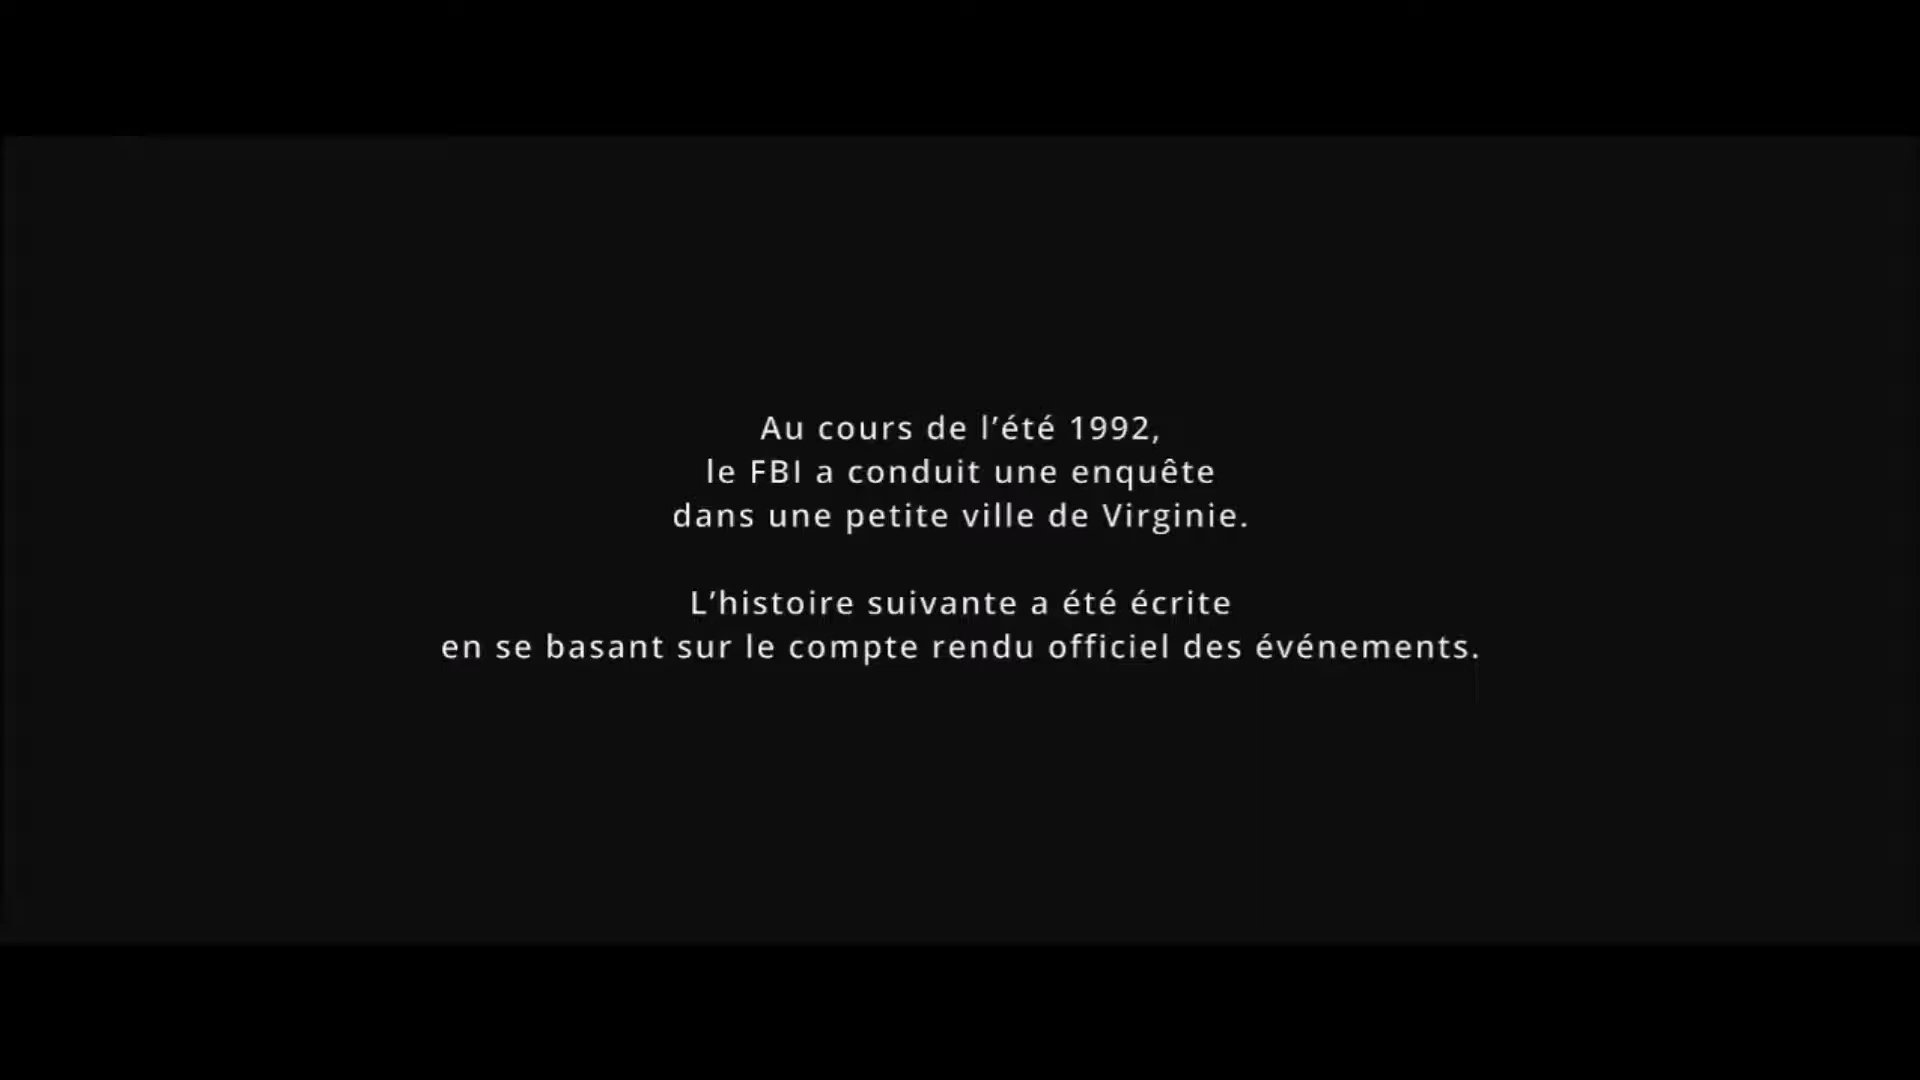 Au cours de l’été 1992,
le FBI a conduit une enquête
dans une petite ville de Virginie.
L’histoire suivante a été écrite
en se basant sur le compte rendu officiel des événements.